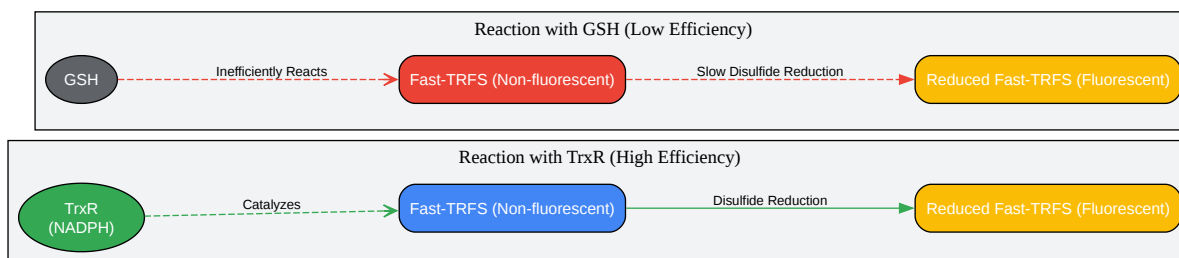 Reaction with GSH (Low Efficiency)
GSH
Inefficiently Reacts
Fast-TRFS (Non-fluorescent)
Slow Disulfide Reduction
Reduced Fast-TRFS (Fluorescent)
Reaction with TrxR (High Efficiency)
TrxR
(NADPH)
Catalyzes
Fast-TRFS (Non-fluorescent)
Disulfide Reduction
Reduced Fast-TRFS (Fluorescent)